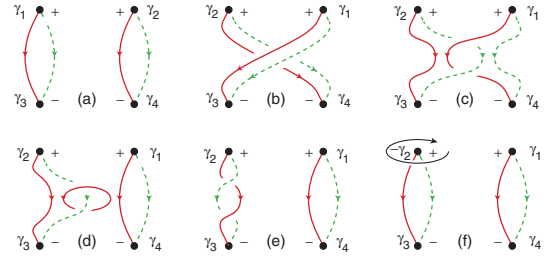 γ1 + + γ2
γ3 − (a) − γ4
γ2 + + γ1
γ3 − (b) − γ4
γ2 + + γ1
γ3 − (c) − γ4
γ2 + + γ1
γ3 − (d) − γ4
γ2 + + γ1
γ3 − (e) − γ4
−γ2 + + γ1
γ3 − (f) − γ4